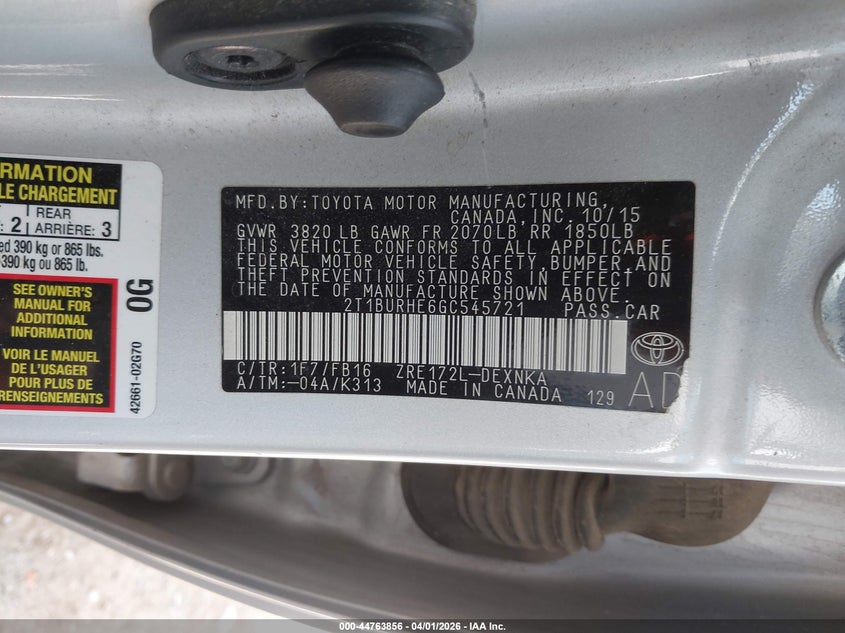 RMATION
LE CHARGEMENT
: 2 REAR ARRIÈRE: 3
ed 390 kg or 865 lbs.
390 kg ou 865 lb.
SEE OWNER'S
MANUAL FOR
ADDITIONAL
INFORMATION
VOIR LE MANUEL
DE L'USAGER
POUR PLUS DE
RENSEIGNEMENTS
0G
42661-02G70
MFD.BY:TOYOTA MOTOR MANUFACTURING,
CANADA,INC. 10/15
GVWR 3820 LB GAWR FR 2070LB RR 1850LB
THIS VEHICLE CONFORMS TO ALL APPLICABLE
FEDERAL MOTOR VEHICLE SAFETY,BUMPER,AND
THEFT PREVENTION STANDARDS IN EFFECT ON
THE DATE OF MANUFACTURE SHOWN ABOVE.
2T1BURHE6GC545721 PASS.CAR
C/TR:1F7/FB16 ZRE172L-DEXNKA
A/TM:-04A/K313 MADE IN CANADA 129
AD
000-44763856 | 04/01/2026 - IAA Inc.